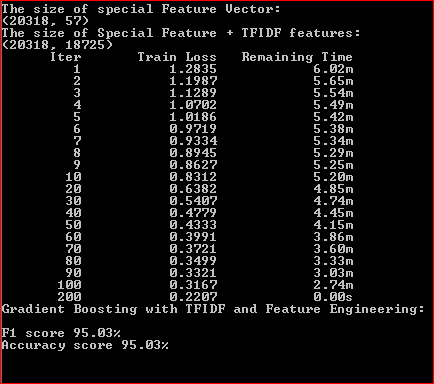 The size of special Feature Vector:
(20318, 57)
The size of Special Feature + TFIDF features:
(20318, 18725)
Iter Train Loss Remaining Time
1 1.2835 6.02m
2 1.1987 5.65m
3 1.1289 5.54m
4 1.0702 5.49m
5 1.0186 5.42m
6 0.9719 5.38m
7 0.9334 5.34m
8 0.8945 5.29m
9 0.8627 5.25m
10 0.8312 5.20m
20 0.6382 4.85m
30 0.5407 4.74m
40 0.4779 4.45m
50 0.4333 4.15m
60 0.3991 3.86m
70 0.3721 3.60m
80 0.3499 3.33m
90 0.3321 3.03m
100 0.3167 2.74m
200 0.2207 0.00s
Gradient Boosting with TFIDF and Feature Engineering:
F1 score 95.03%
Accuracy score 95.03%